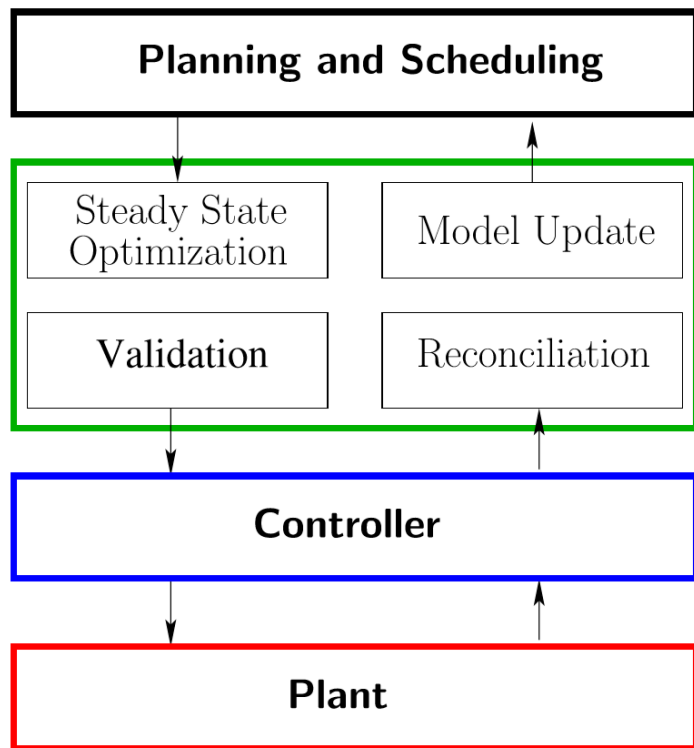 Planning and Scheduling
Steady State
Optimization
Model Update
Validation
Reconciliation
Controller
Plant